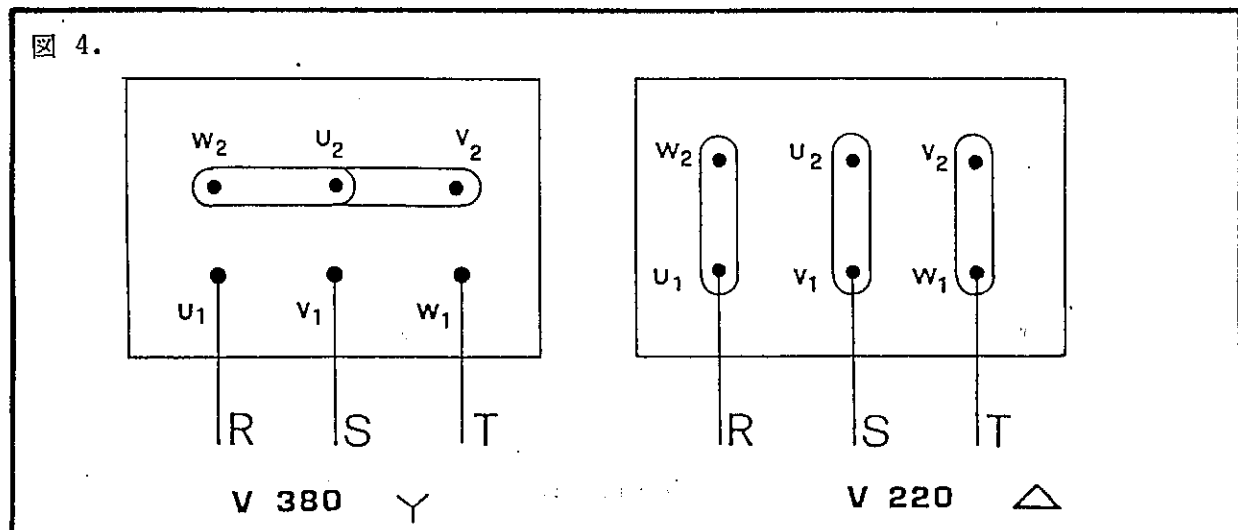 図 4.
W2 U2 V2
U1 V1 W1
R S T
V 380 Y
W2 U2 V2
U1 V1 W1
R S T
V 220 △